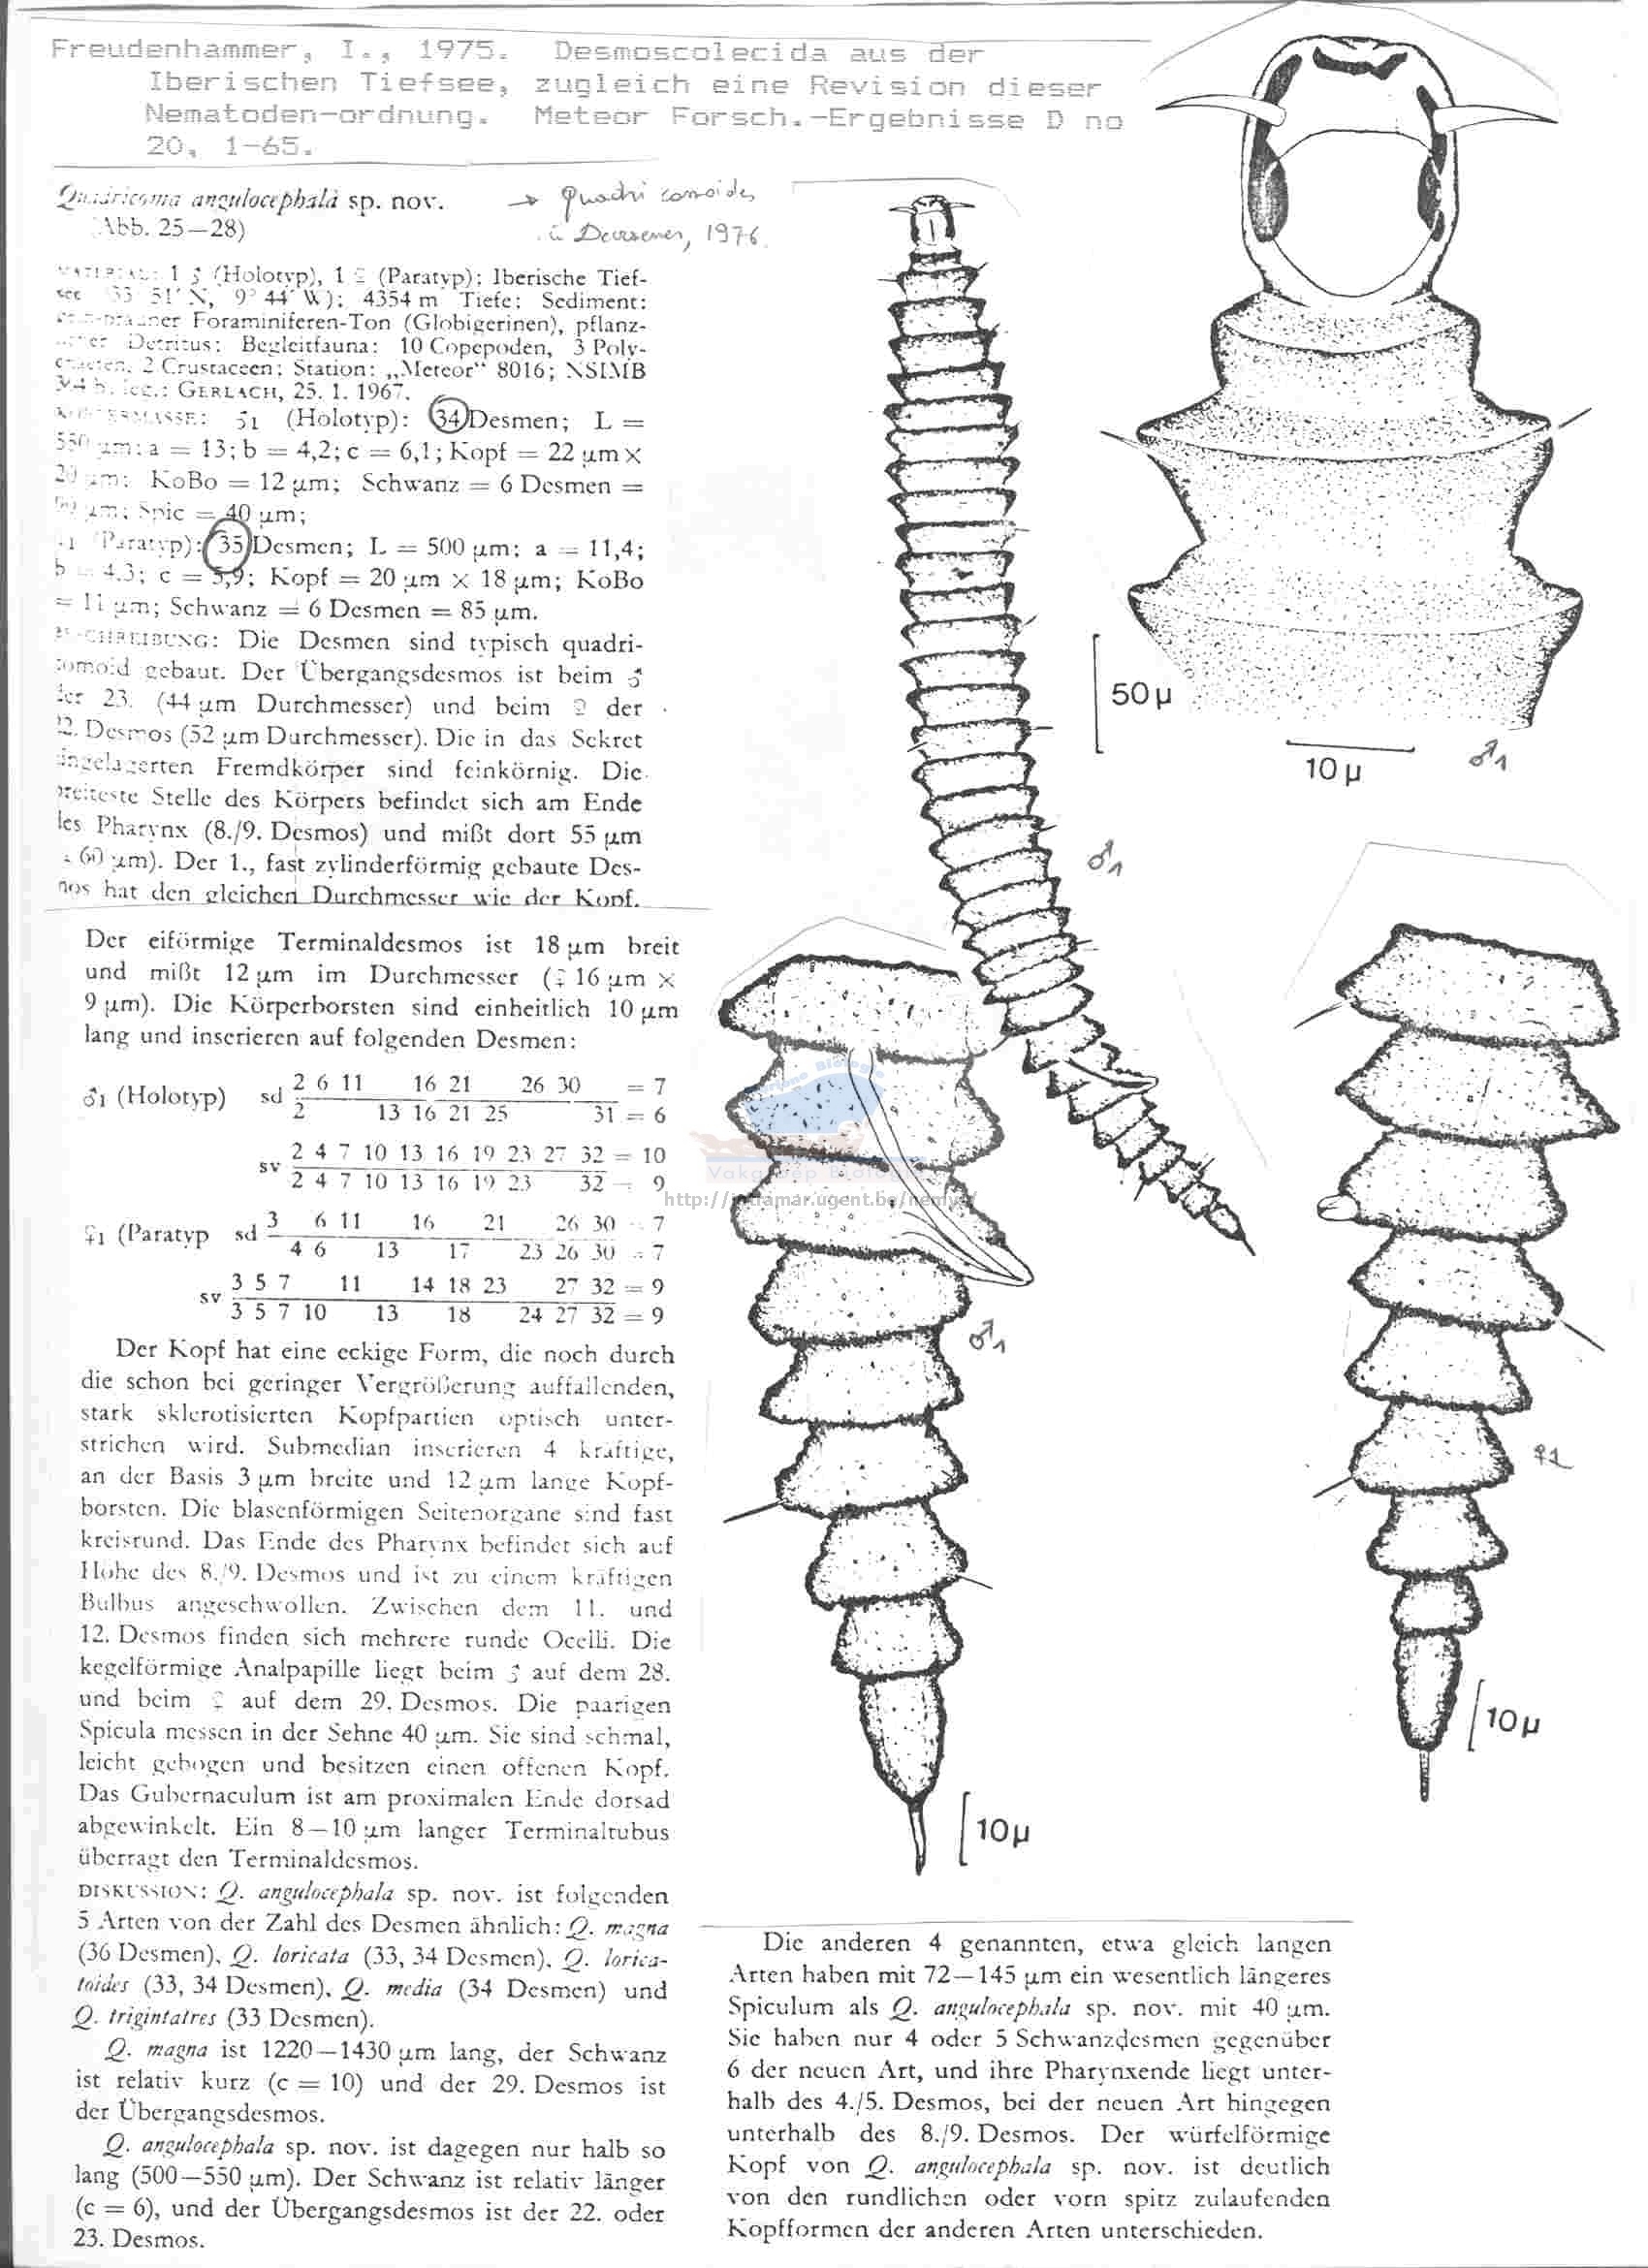 Freudenhammer, I., 1975. Desmoscolecida aus der
Iberischen Tiefsee, zugleich eine Revision dieser
Nematoden-ordnung. Meteor Forsch.-Ergebnisse D no
20, 1-65.
Quadricoma angulocephala sp. nov.
(Abb. 25—28)
→ Quadricomoides
Decraemer, 1976.
MATERIAL: 1 ♂ (Holotyp), 1 ♀ (Paratyp); Iberische Tief-
51′ N, 9° 44′ W); 4354 m Tiefe; Sediment:
Foraminiferen-Ton (Globigerinen), pflanz-
Detritus; Begleitfauna: 10 Copepoden, 3 Poly-
2 Crustaceen; Station: „Meteor“ 8016; NSIMB
leg.: GERLACH, 25. 1. 1967.
♂1 (Holotyp): 34 Desmen; L =
550 µm; a = 13; b = 4,2; c = 6,1; Kopf = 22 µm ×
20 µm; KoBo = 12 µm; Schwanz = 6 Desmen =
µm; Spic = 40 µm;
(Paratyp): 35 Desmen; L = 500 µm; a = 11,4;
b = 4,3; c = 5,9; Kopf = 20 µm × 18 µm; KoBo
= 11 µm; Schwanz = 6 Desmen = 85 µm.
BESCHREIBUNG: Die Desmen sind typisch quadri-
comoid gebaut. Der Übergangsdesmos ist beim ♂
der 23. (44 µm Durchmesser) und beim ♀ der
22. Desmos (52 µm Durchmesser). Die in das Sekret
eingelagerten Fremdkörper sind feinkörnig. Die
breiteste Stelle des Körpers befindet sich am Ende
des Pharynx (8./9. Desmos) und mißt dort 55 µm
60 µm). Der 1., fast zylinderförmig gebaute Des-
mos hat den gleichen Durchmesser wie der Kopf.
Der eiförmige Terminaldesmos ist 18 µm breit
und mißt 12 µm im Durchmesser (♀ 16 µm ×
9 µm). Die Körperborsten sind einheitlich 10 µm
lang und inserieren auf folgenden Desmen:
♂1 (Holotyp) sd 2 6 11 16 21 26 30 = 7
2 13 16 21 25 31 = 6
sv 2 4 7 10 13 16 19 23 27 32 = 10
2 4 7 10 13 16 19 23 32 = 9
♀1 (Paratyp sd 3 6 11 16 21 26 30 = 7
4 6 13 17 23 26 30 = 7
sv 3 5 7 11 14 18 23 27 32 = 9
3 5 7 10 13 18 24 27 32 = 9
Der Kopf hat eine eckige Form, die noch durch
die schon bei geringer Vergrößerung auffallenden,
stark sklerotisierten Kopfpartien optisch unter-
strichen wird. Submedian inserieren 4 kräftige,
an der Basis 3 µm breite und 12 µm lange Kopf-
borsten. Die blasenförmigen Seitenorgane sind fast
kreisrund. Das Ende des Pharynx befindet sich auf
Höhe des 8./9. Desmos und ist zu einem kräftigen
Bulbus angeschwollen. Zwischen dem 11. und
12. Desmos finden sich mehrere runde Ocelli. Die
kegelförmige Analpapille liegt beim ♂ auf dem 28.
und beim ♀ auf dem 29. Desmos. Die paarigen
Spicula messen in der Sehne 40 µm. Sie sind schmal,
leicht gebogen und besitzen einen offenen Kopf.
Das Gubernaculum ist am proximalen Ende dorsad
abgewinkelt. Ein 8—10 µm langer Terminaltubus
überragt den Terminaldesmos.
DISKUSSION: Q. angulocephala sp. nov. ist folgenden
5 Arten von der Zahl des Desmen ähnlich: Q. magna
(36 Desmen), Q. loricata (33, 34 Desmen), Q. lorica-
toides (33, 34 Desmen), Q. media (34 Desmen) und
Q. trigintatres (33 Desmen).
Q. magna ist 1220—1430 µm lang, der Schwanz
ist relativ kurz (c = 10) und der 29. Desmos ist
der Übergangsdesmos.
Q. angulocephala sp. nov. ist dagegen nur halb so
lang (500—550 µm). Der Schwanz ist relativ länger
(c = 6), und der Übergangsdesmos ist der 22. oder
23. Desmos.
50 µ
10 µ
♂1
♂1
♂1
♀1
10 µ
10 µ
Vakgroep Biologie
http://intramar.ugent.be/nemys/
Die anderen 4 genannten, etwa gleich langen
Arten haben mit 72—145 µm ein wesentlich längeres
Spiculum als Q. angulocephala sp. nov. mit 40 µm.
Sie haben nur 4 oder 5 Schwanzdesmen gegenüber
6 der neuen Art, und ihre Pharynxende liegt unter-
halb des 4./5. Desmos, bei der neuen Art hingegen
unterhalb des 8./9. Desmos. Der würfelförmige
Kopf von Q. angulocephala sp. nov. ist deutlich
von den rundlichen oder vorn spitz zulaufenden
Kopfformen der anderen Arten unterschieden.